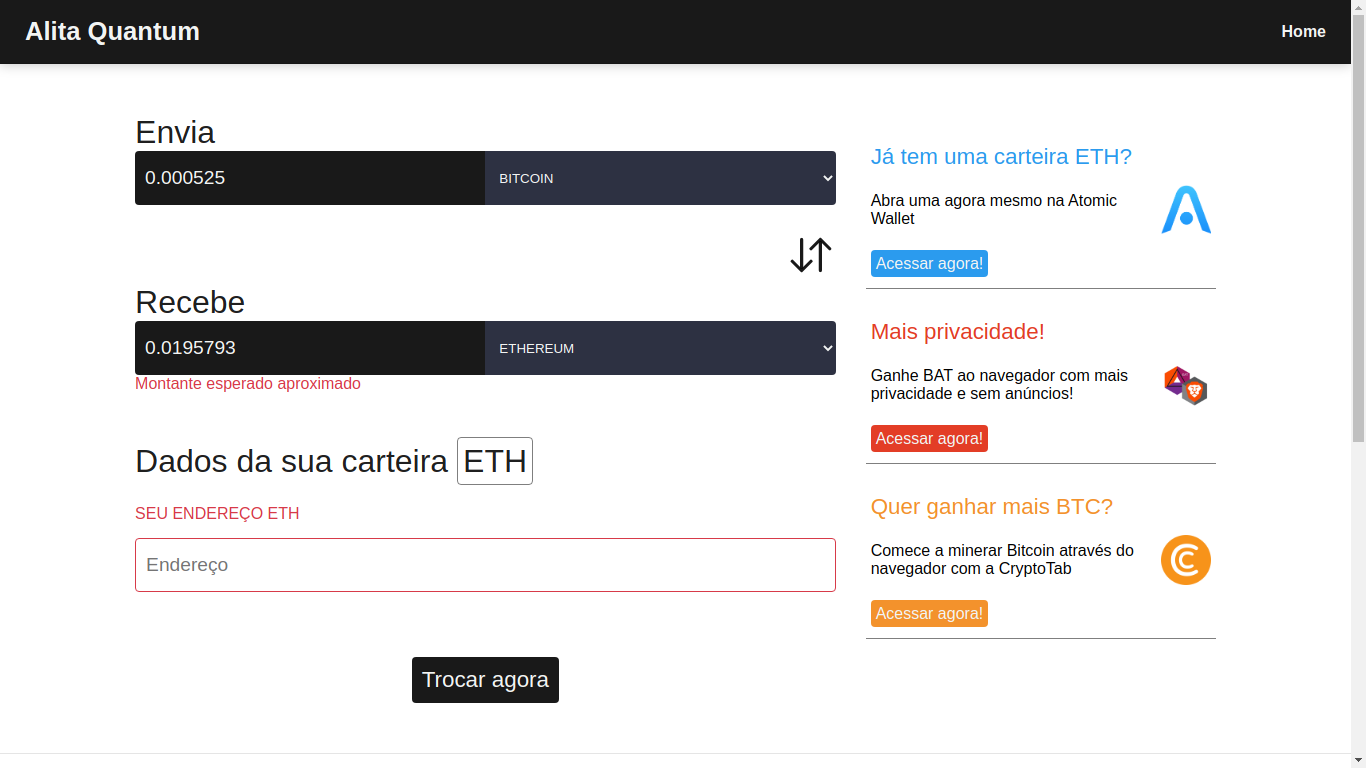 Alita Quantum
Home
Envia
0.000525
BITCOIN
Recebe
0.0195793
ETHEREUM
Montante esperado aproximado
Dados da sua carteira ETH
SEU ENDEREÇO ETH
Endereço
Trocar agora
Já tem uma carteira ETH?
Abra uma agora mesmo na Atomic
Wallet
Acessar agora!
Mais privacidade!
Ganhe BAT ao navegador com mais
privacidade e sem anúncios!
Acessar agora!
Quer ganhar mais BTC?
Comece a minerar Bitcoin através do
navegador com a CryptoTab
Acessar agora!